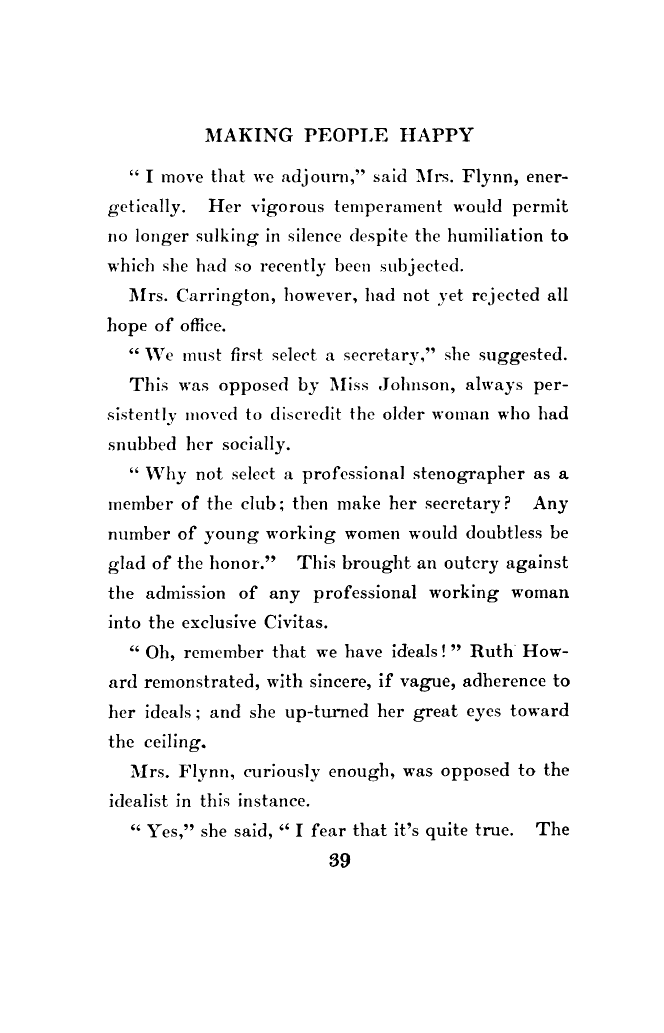 MAKING PEOPLE HAPPY
“ I move that we adjourn,” said Mrs. Flynn, ener-
getically. Her vigorous temperament would permit
no longer sulking in silence despite the humiliation to
which she had so recently been subjected.
Mrs. Carrington, however, had not yet rejected all
hope of office.
“ We must first select a secretary,” she suggested.
This was opposed by Miss Johnson, always per-
sistently moved to discredit the older woman who had
snubbed her socially.
“ Why not select a professional stenographer as a
member of the club; then make her secretary? Any
number of young working women would doubtless be
glad of the honor.” This brought an outcry against
the admission of any professional working woman
into the exclusive Civitas.
“ Oh, remember that we have ideals! ” Ruth How-
ard remonstrated, with sincere, if vague, adherence to
her ideals; and she up-turned her great eyes toward
the ceiling.
Mrs. Flynn, curiously enough, was opposed to the
idealist in this instance.
“ Yes,” she said, “ I fear that it’s quite true. The
39